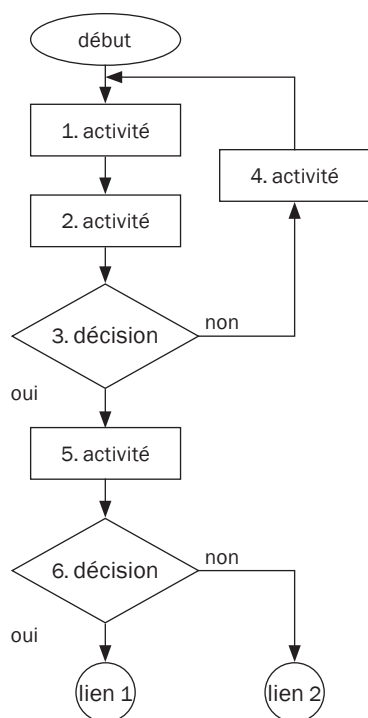 début
1. activité
4. activité
2. activité
3. décision
non
oui
5. activité
6. décision
non
oui
lien 1
lien 2